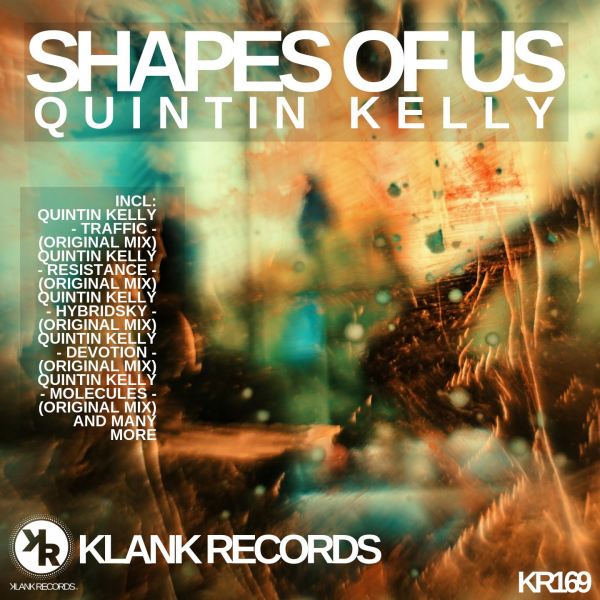 SHAPES OF US
QUINTIN KELLY
INCL:
QUINTIN KELLY
- TRAFFIC -
(ORIGINAL MIX)
QUINTIN KELLY
- RESISTANCE -
(ORIGINAL MIX)
QUINTIN KELLY
- HYBRIDSKY -
(ORIGINAL MIX)
QUINTIN KELLY
- DEVOTION -
(ORIGINAL MIX)
QUINTIN KELLY
- MOLECULES -
(ORIGINAL MIX)
AND MANY
MORE
KR
KLANK RECORDS
KLANK RECORDS
KR169